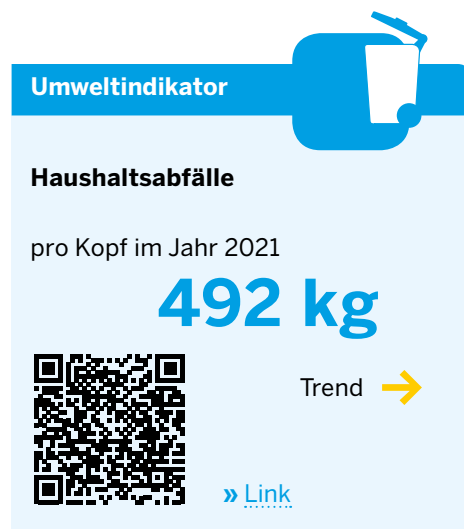 Umweltindikator
Haushaltsabfälle
pro Kopf im Jahr 2021
492 kg
Trend
» Link